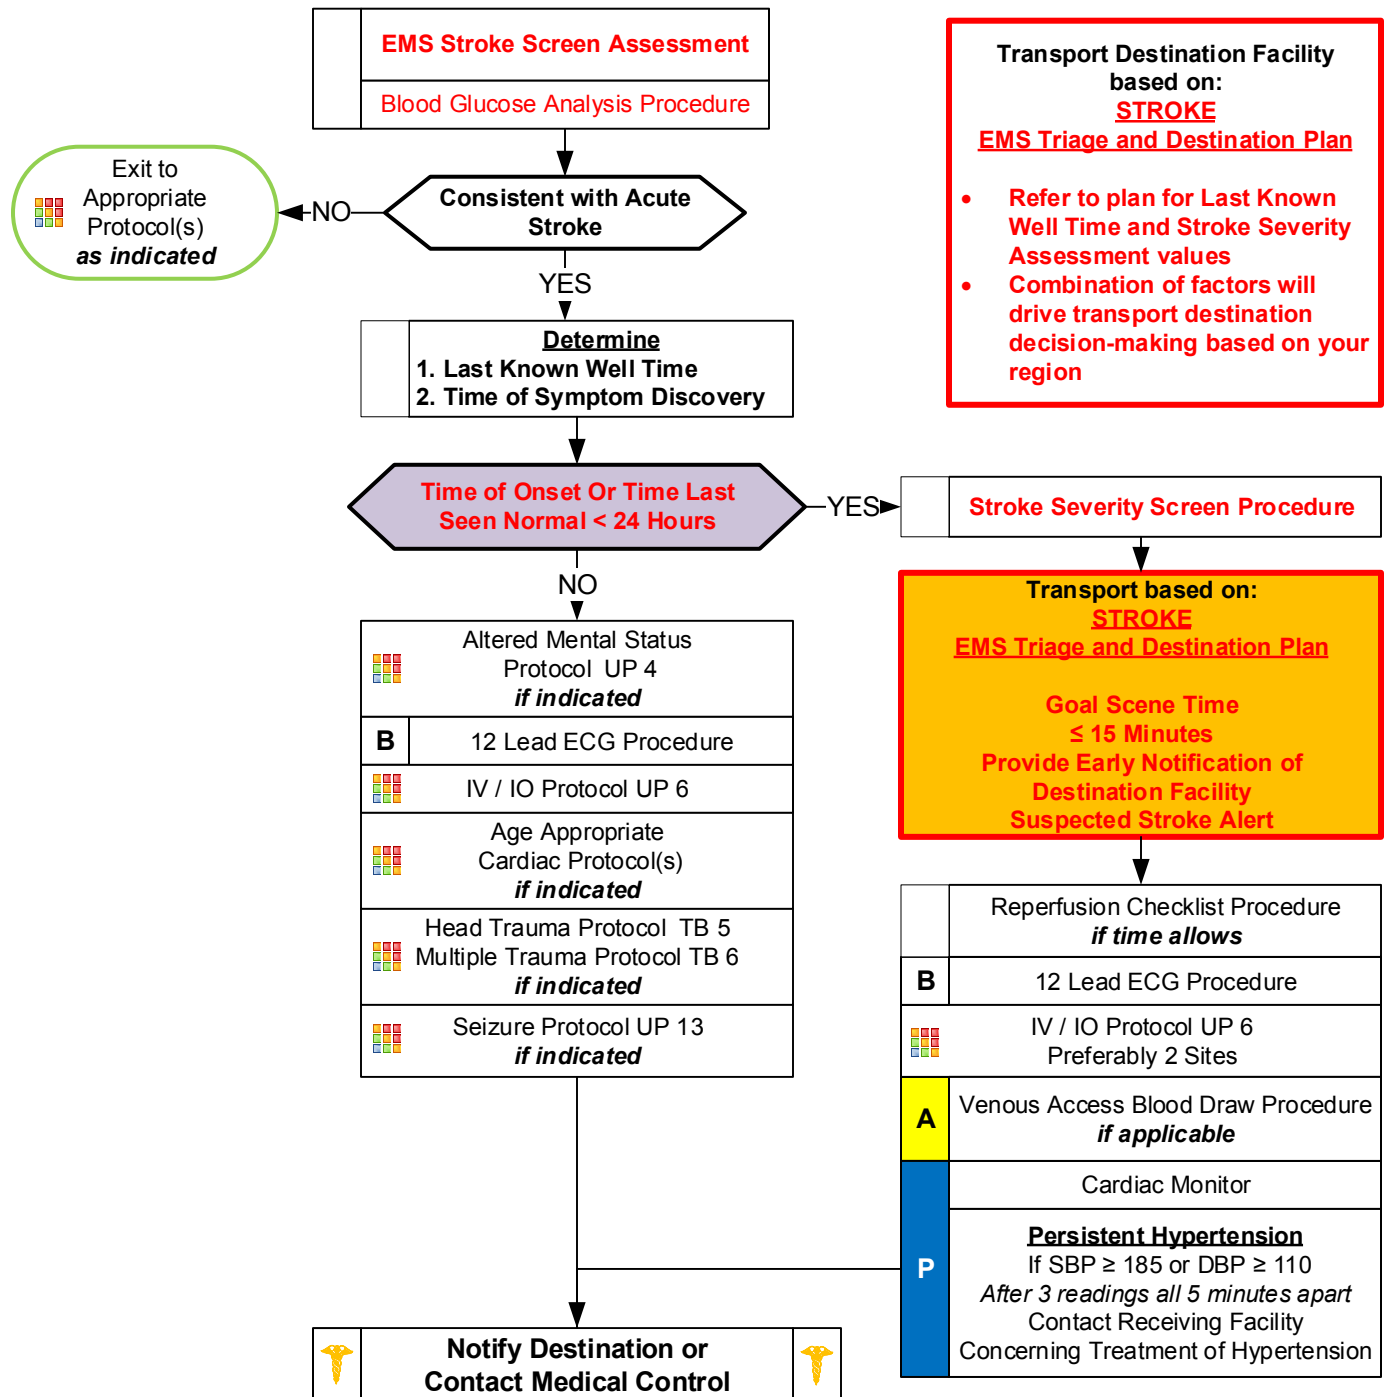 EMS Stroke Screen Assessment
Blood Glucose Analysis Procedure
Transport Destination Facility
based on:
STROKE
EMS Triage and Destination Plan
• Refer to plan for Last Known
Well Time and Stroke Severity
Assessment values
• Combination of factors will
drive transport destination
decision-making based on your
region
Exit to
Appropriate
Protocol(s)
as indicated
NO
Consistent with Acute
Stroke
YES
Determine
1. Last Known Well Time
2. Time of Symptom Discovery
Time of Onset Or Time Last
Seen Normal < 24 Hours
YES
Stroke Severity Screen Procedure
NO
Transport based on:
STROKE
EMS Triage and Destination Plan
Goal Scene Time
≤ 15 Minutes
Provide Early Notification of
Destination Facility
Suspected Stroke Alert
Altered Mental Status
Protocol UP 4
if indicated
B
12 Lead ECG Procedure
IV / IO Protocol UP 6
Age Appropriate
Cardiac Protocol(s)
if indicated
Head Trauma Protocol TB 5
Multiple Trauma Protocol TB 6
if indicated
Seizure Protocol UP 13
if indicated
Reperfusion Checklist Procedure
if time allows
B
12 Lead ECG Procedure
IV / IO Protocol UP 6
Preferably 2 Sites
A
Venous Access Blood Draw Procedure
if applicable
P
Cardiac Monitor
Persistent Hypertension
If SBP ≥ 185 or DBP ≥ 110
After 3 readings all 5 minutes apart
Contact Receiving Facility
Concerning Treatment of Hypertension
Notify Destination or
Contact Medical Control